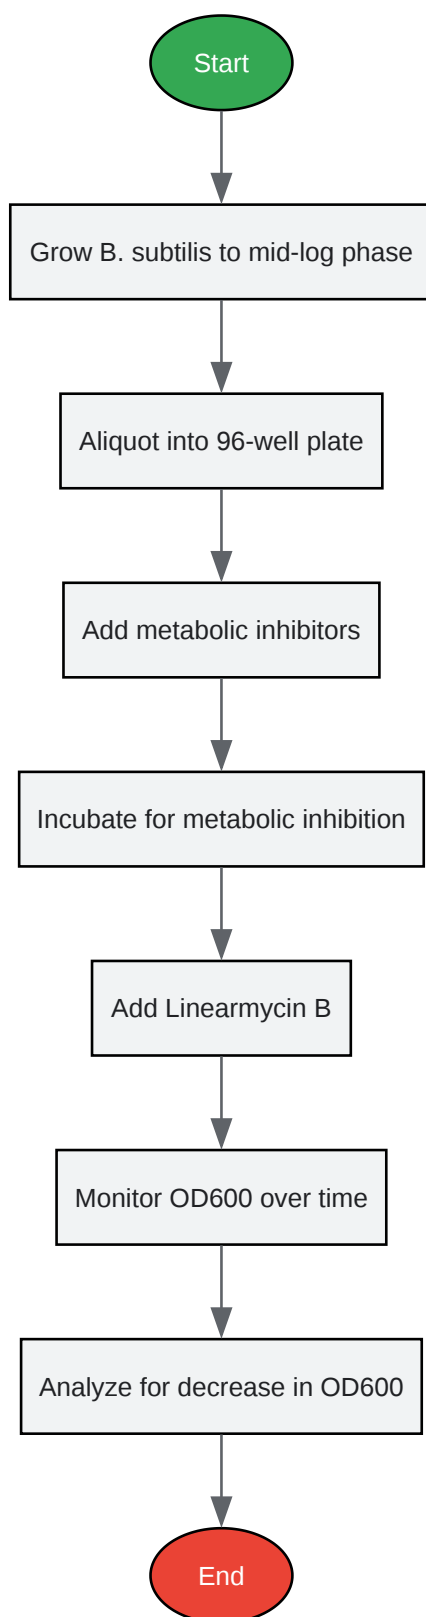 Start
Grow B. subtilis to mid-log phase
Aliquot into 96-well plate
Add metabolic inhibitors
Incubate for metabolic inhibition
Add Linearmycin B
Monitor OD600 over time
Analyze for decrease in OD600
End